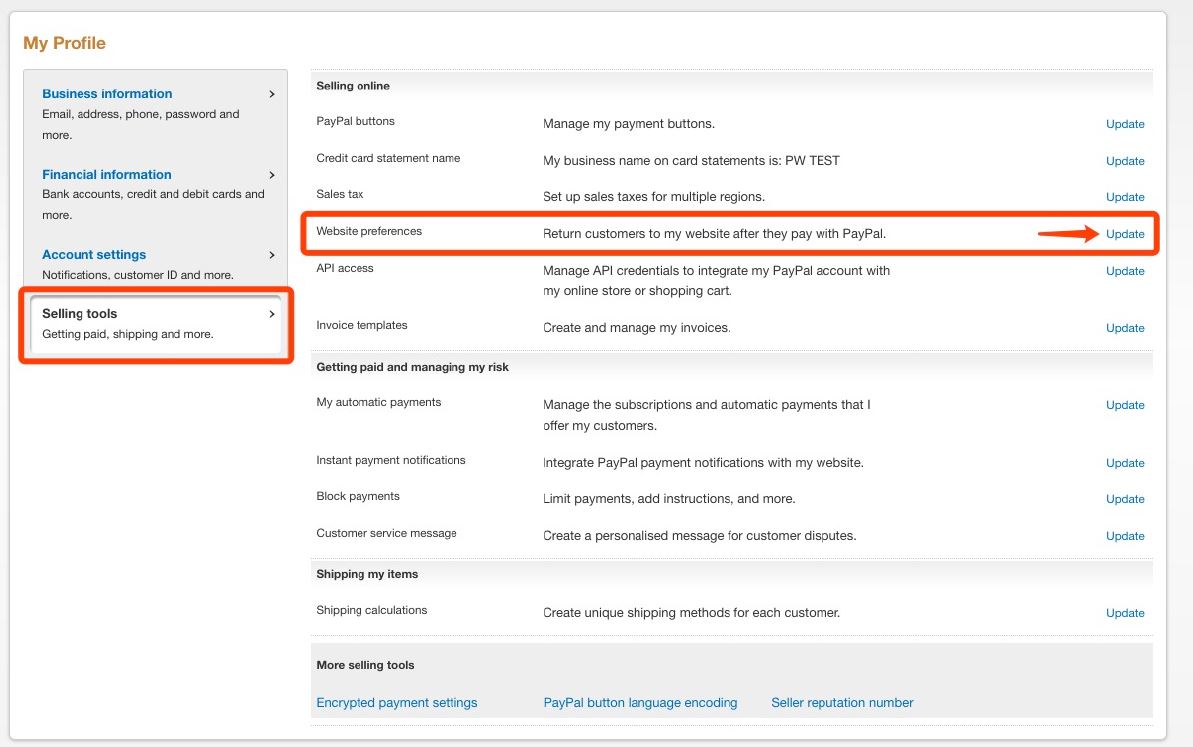 My Profile
Business information
Email, address, phone, password and
more.
Financial information
Bank accounts, credit and debit cards and
more.
Account settings
Notifications, customer ID and more.
Selling tools
Getting paid, shipping and more.
Selling online
PayPal buttons Manage my payment buttons. Update
Credit card statement name My business name on card statements is: PW TEST Update
Sales tax Set up sales taxes for multiple regions. Update
Website preferences Return customers to my website after they pay with PayPal. Update
API access Manage API credentials to integrate my PayPal account with Update
my online store or shopping cart.
Invoice templates Create and manage my invoices. Update
Getting paid and managing my risk
My automatic payments Manage the subscriptions and automatic payments that I Update
offer my customers.
Instant payment notifications Integrate PayPal payment notifications with my website. Update
Block payments Limit payments, add instructions, and more. Update
Customer service message Create a personalised message for customer disputes. Update
Shipping my items
Shipping calculations Create unique shipping methods for each customer. Update
More selling tools
Encrypted payment settings PayPal button language encoding Seller reputation number